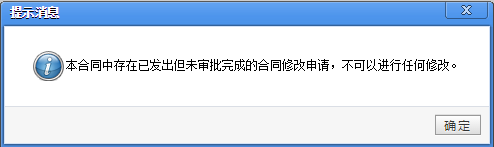 提示消息
本合同中存在已发出但未审批完成的合同修改申请，不可以进行任何修改。
确定